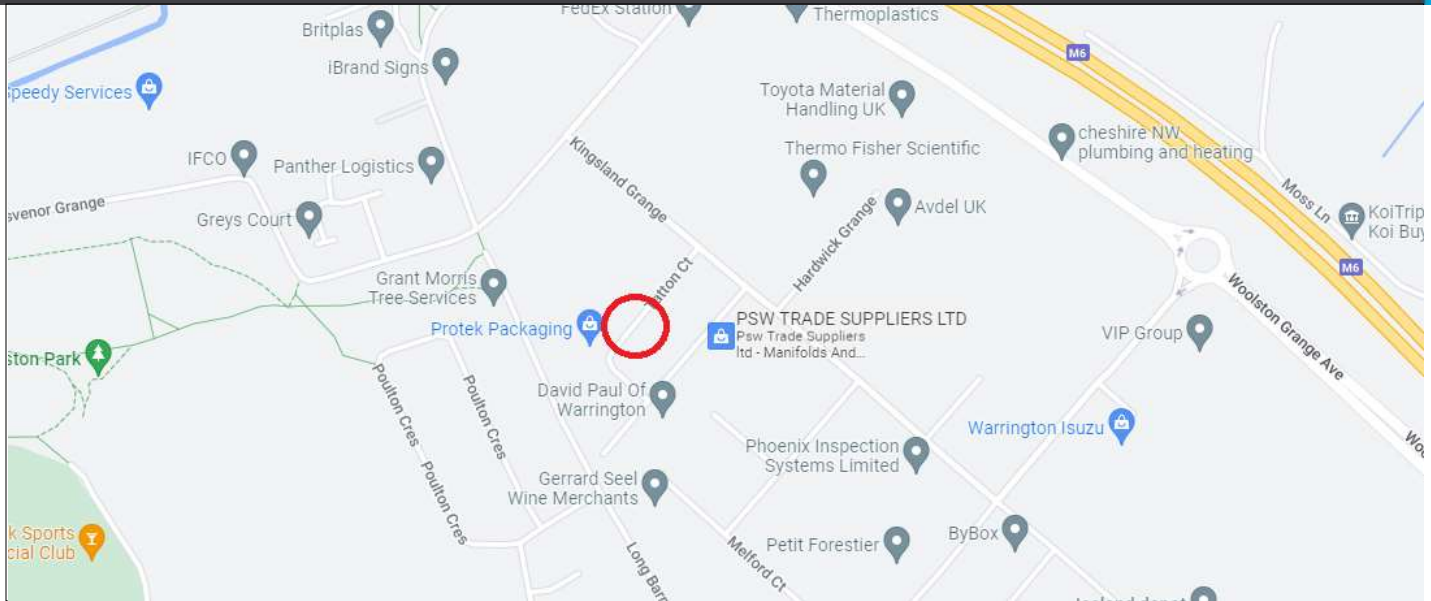 FedEx Station
Thermoplastics
Britplas
iBrand Signs
M6
Speedy Services
Toyota Material
Handling UK
cheshire NW
plumbing and heating
IFCO
Panther Logistics
Kingsland Grange
Thermo Fisher Scientific
Moss Ln
svenor Grange
Greys Court
Hardwick Grange
Avdel UK
KoiTrip
Koi Buy
M6
Grant Morris
Tree Services
atton Ct
Woolston Grange Ave
Protek Packaging
PSW TRADE SUPPLIERS LTD
Psw Trade Suppliers
ltd - Manifolds And...
VIP Group
ston Park
Poulton Cres
Poulton Cres
David Paul Of
Warrington
Warrington Isuzu
Woo
Phoenix Inspection
Systems Limited
Poulton Cres
Gerrard Seel
Wine Merchants
k Sports
cial Club
Long Barn
Melford Ct
Petit Forestier
ByBox